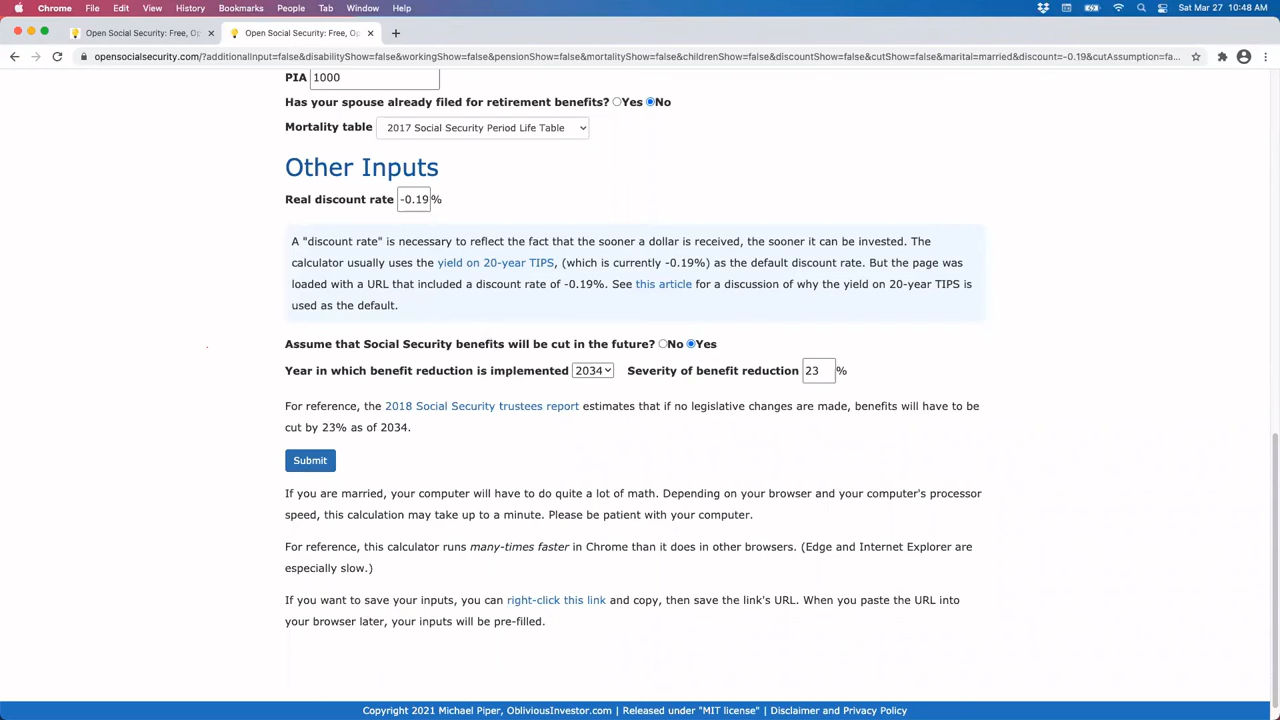 Chrome File Edit View History Bookmarks People Tab Window Help Sat Mar 27 10:48 AM
Open Social Security: Free, Op × Open Social Security: Free, Op × +
opensocialsecurity.com/?additionalInput=false&disabilityShow=false&workingShow=false&pensionShow=false&mortalityShow=false&childrenShow=false&discountShow=false&cutShow=false&marital=married&discount=-0.19&cutAssumption=fa...
PIA 1000
Has your spouse already filed for retirement benefits? Yes No
Mortality table 2017 Social Security Period Life Table
Other Inputs
Real discount rate -0.19 %
A "discount rate" is necessary to reflect the fact that the sooner a dollar is received, the sooner it can be invested. The
calculator usually uses the yield on 20-year TIPS, (which is currently -0.19%) as the default discount rate. But the page was
loaded with a URL that included a discount rate of -0.19%. See this article for a discussion of why the yield on 20-year TIPS is
used as the default.
Assume that Social Security benefits will be cut in the future? No Yes
Year in which benefit reduction is implemented 2034 Severity of benefit reduction 23 %
For reference, the 2018 Social Security trustees report estimates that if no legislative changes are made, benefits will have to be
cut by 23% as of 2034.
Submit
If you are married, your computer will have to do quite a lot of math. Depending on your browser and your computer's processor
speed, this calculation may take up to a minute. Please be patient with your computer.
For reference, this calculator runs many-times faster in Chrome than it does in other browsers. (Edge and Internet Explorer are
especially slow.)
If you want to save your inputs, you can right-click this link and copy, then save the link's URL. When you paste the URL into
your browser later, your inputs will be pre-filled.
Copyright 2021 Michael Piper, ObliviousInvestor.com | Released under "MIT license" | Disclaimer and Privacy Policy